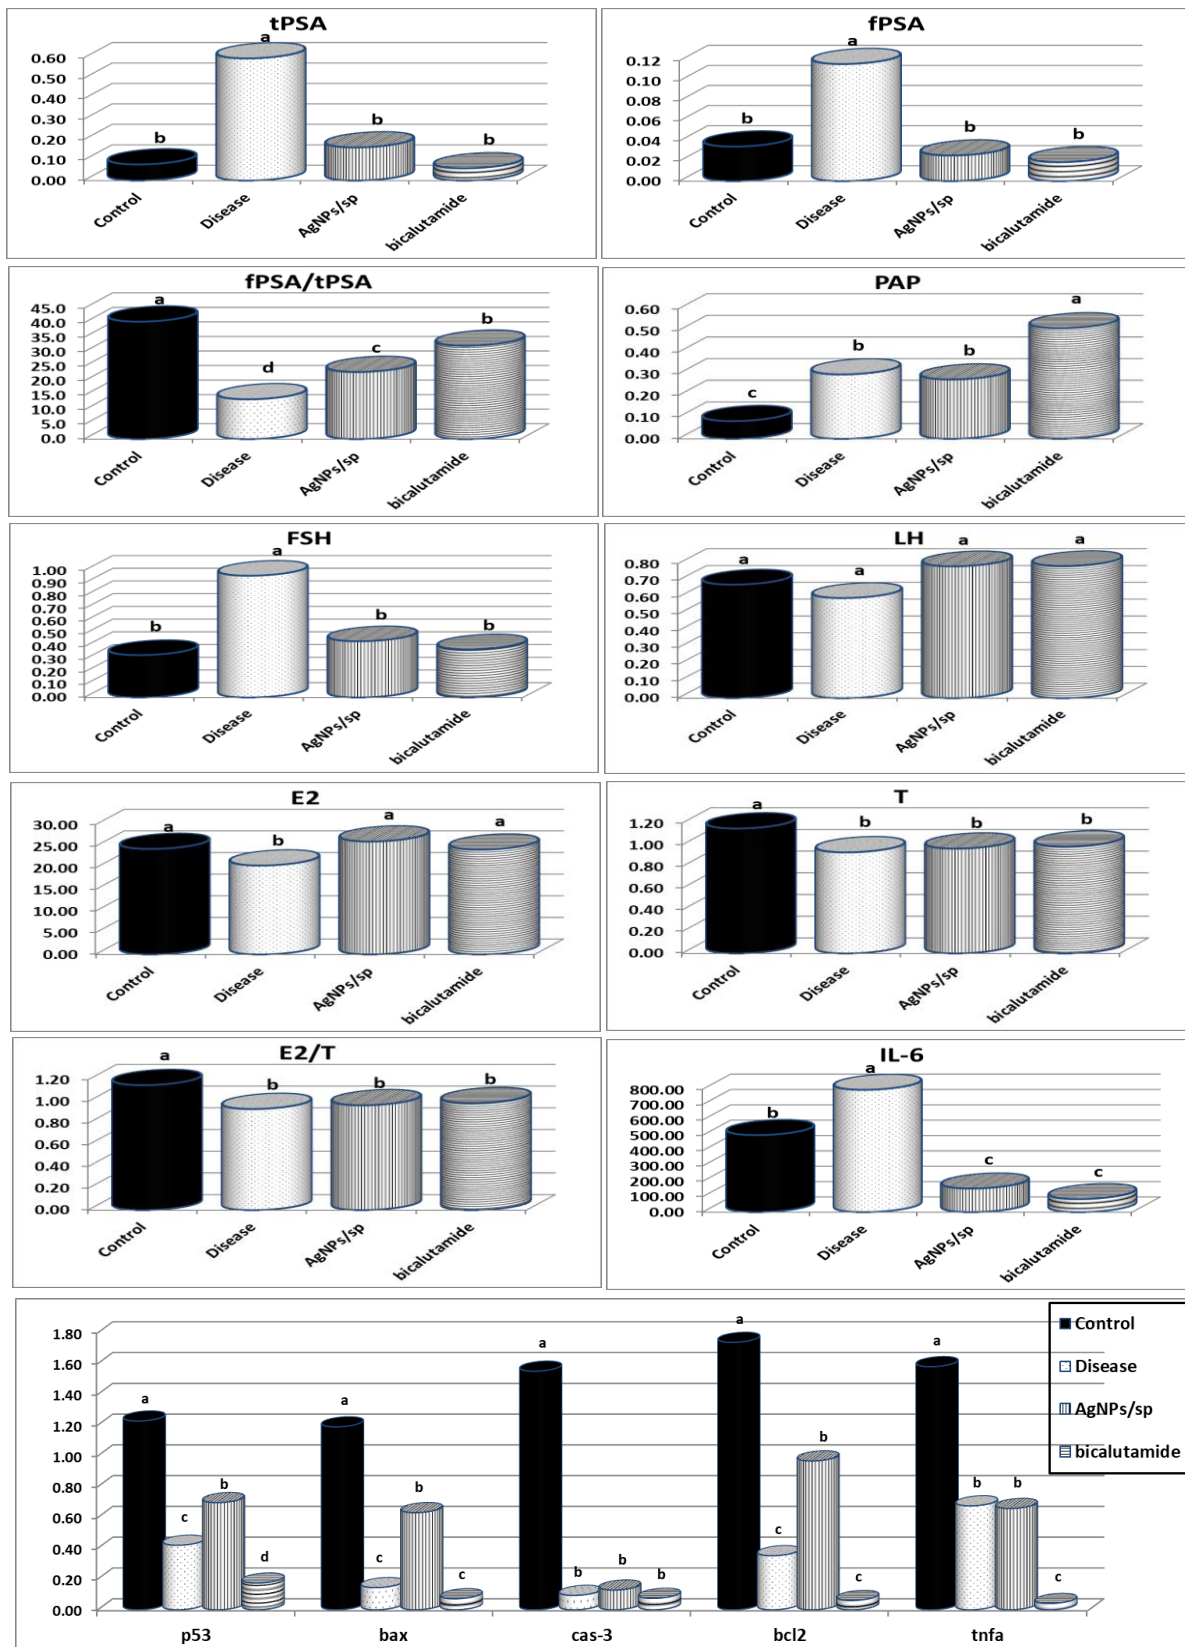 tPSA
a
0.60
0.50
0.40
0.30
0.20
0.10
0.00
b
b
b
Control
Disease
AgNPs/sp
bicalutamide
fPSA
a
0.12
0.10
0.08
0.06
0.04
0.02
0.00
b
b
b
Control
Disease
AgNPs/sp
bicalutamide
fPSA/tPSA
a
45.0
40.0
35.0
30.0
25.0
20.0
15.0
10.0
5.0
0.0
d
c
b
Control
Disease
AgNPs/sp
bicalutamide
PAP
0.60
0.50
0.40
0.30
0.20
0.10
0.00
c
b
b
a
Control
Disease
AgNPs/sp
bicalutamide
FSH
a
1.00
0.90
0.80
0.70
0.60
0.50
0.40
0.30
0.20
0.10
0.00
b
b
b
Control
Disease
AgNPs/sp
bicalutamide
LH
0.80
0.70
0.60
0.50
0.40
0.30
0.20
0.10
0.00
a
a
a
a
Control
Disease
AgNPs/sp
bicalutamide
E2
30.00
25.00
20.00
15.00
10.00
5.00
0.00
a
b
a
a
Control
Disease
AgNPs/sp
bicalutamide
T
1.20
1.00
0.80
0.60
0.40
0.20
0.00
a
b
b
b
Control
Disease
AgNPs/sp
bicalutamide
E2/T
1.20
1.00
0.80
0.60
0.40
0.20
0.00
a
b
b
b
Control
Disease
AgNPs/sp
bicalutamide
IL-6
800.00
700.00
600.00
500.00
400.00
300.00
200.00
100.00
0.00
b
a
c
c
Control
Disease
AgNPs/sp
bicalutamide
1.80
1.60
1.40
1.20
1.00
0.80
0.60
0.40
0.20
0.00
a
c
b
d
a
c
b
c
a
b
b
b
a
c
b
c
a
b
b
c
p53 bax cas-3 bcl2 tnfa
Control
Disease
AgNPs/sp
bicalutamide